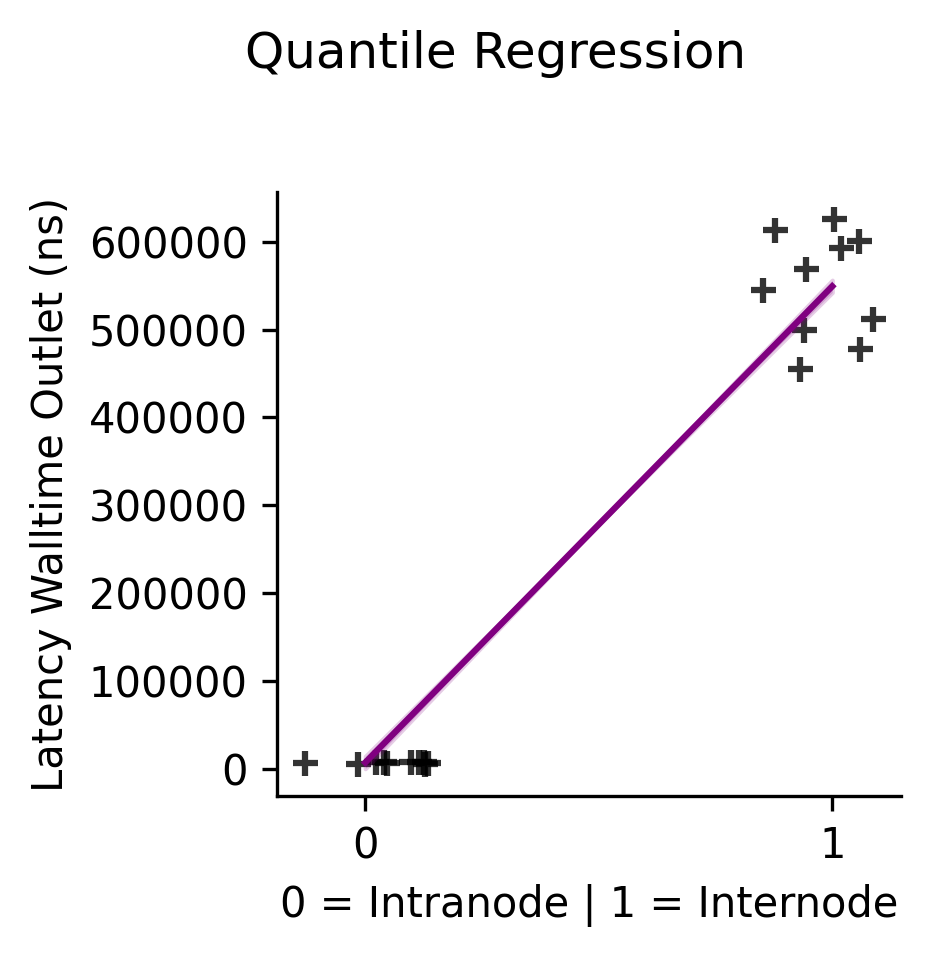 Quantile Regression
Latency Walltime Outlet (ns)
600000
500000
400000
300000
200000
100000
0
0 1
0 = Intranode | 1 = Internode